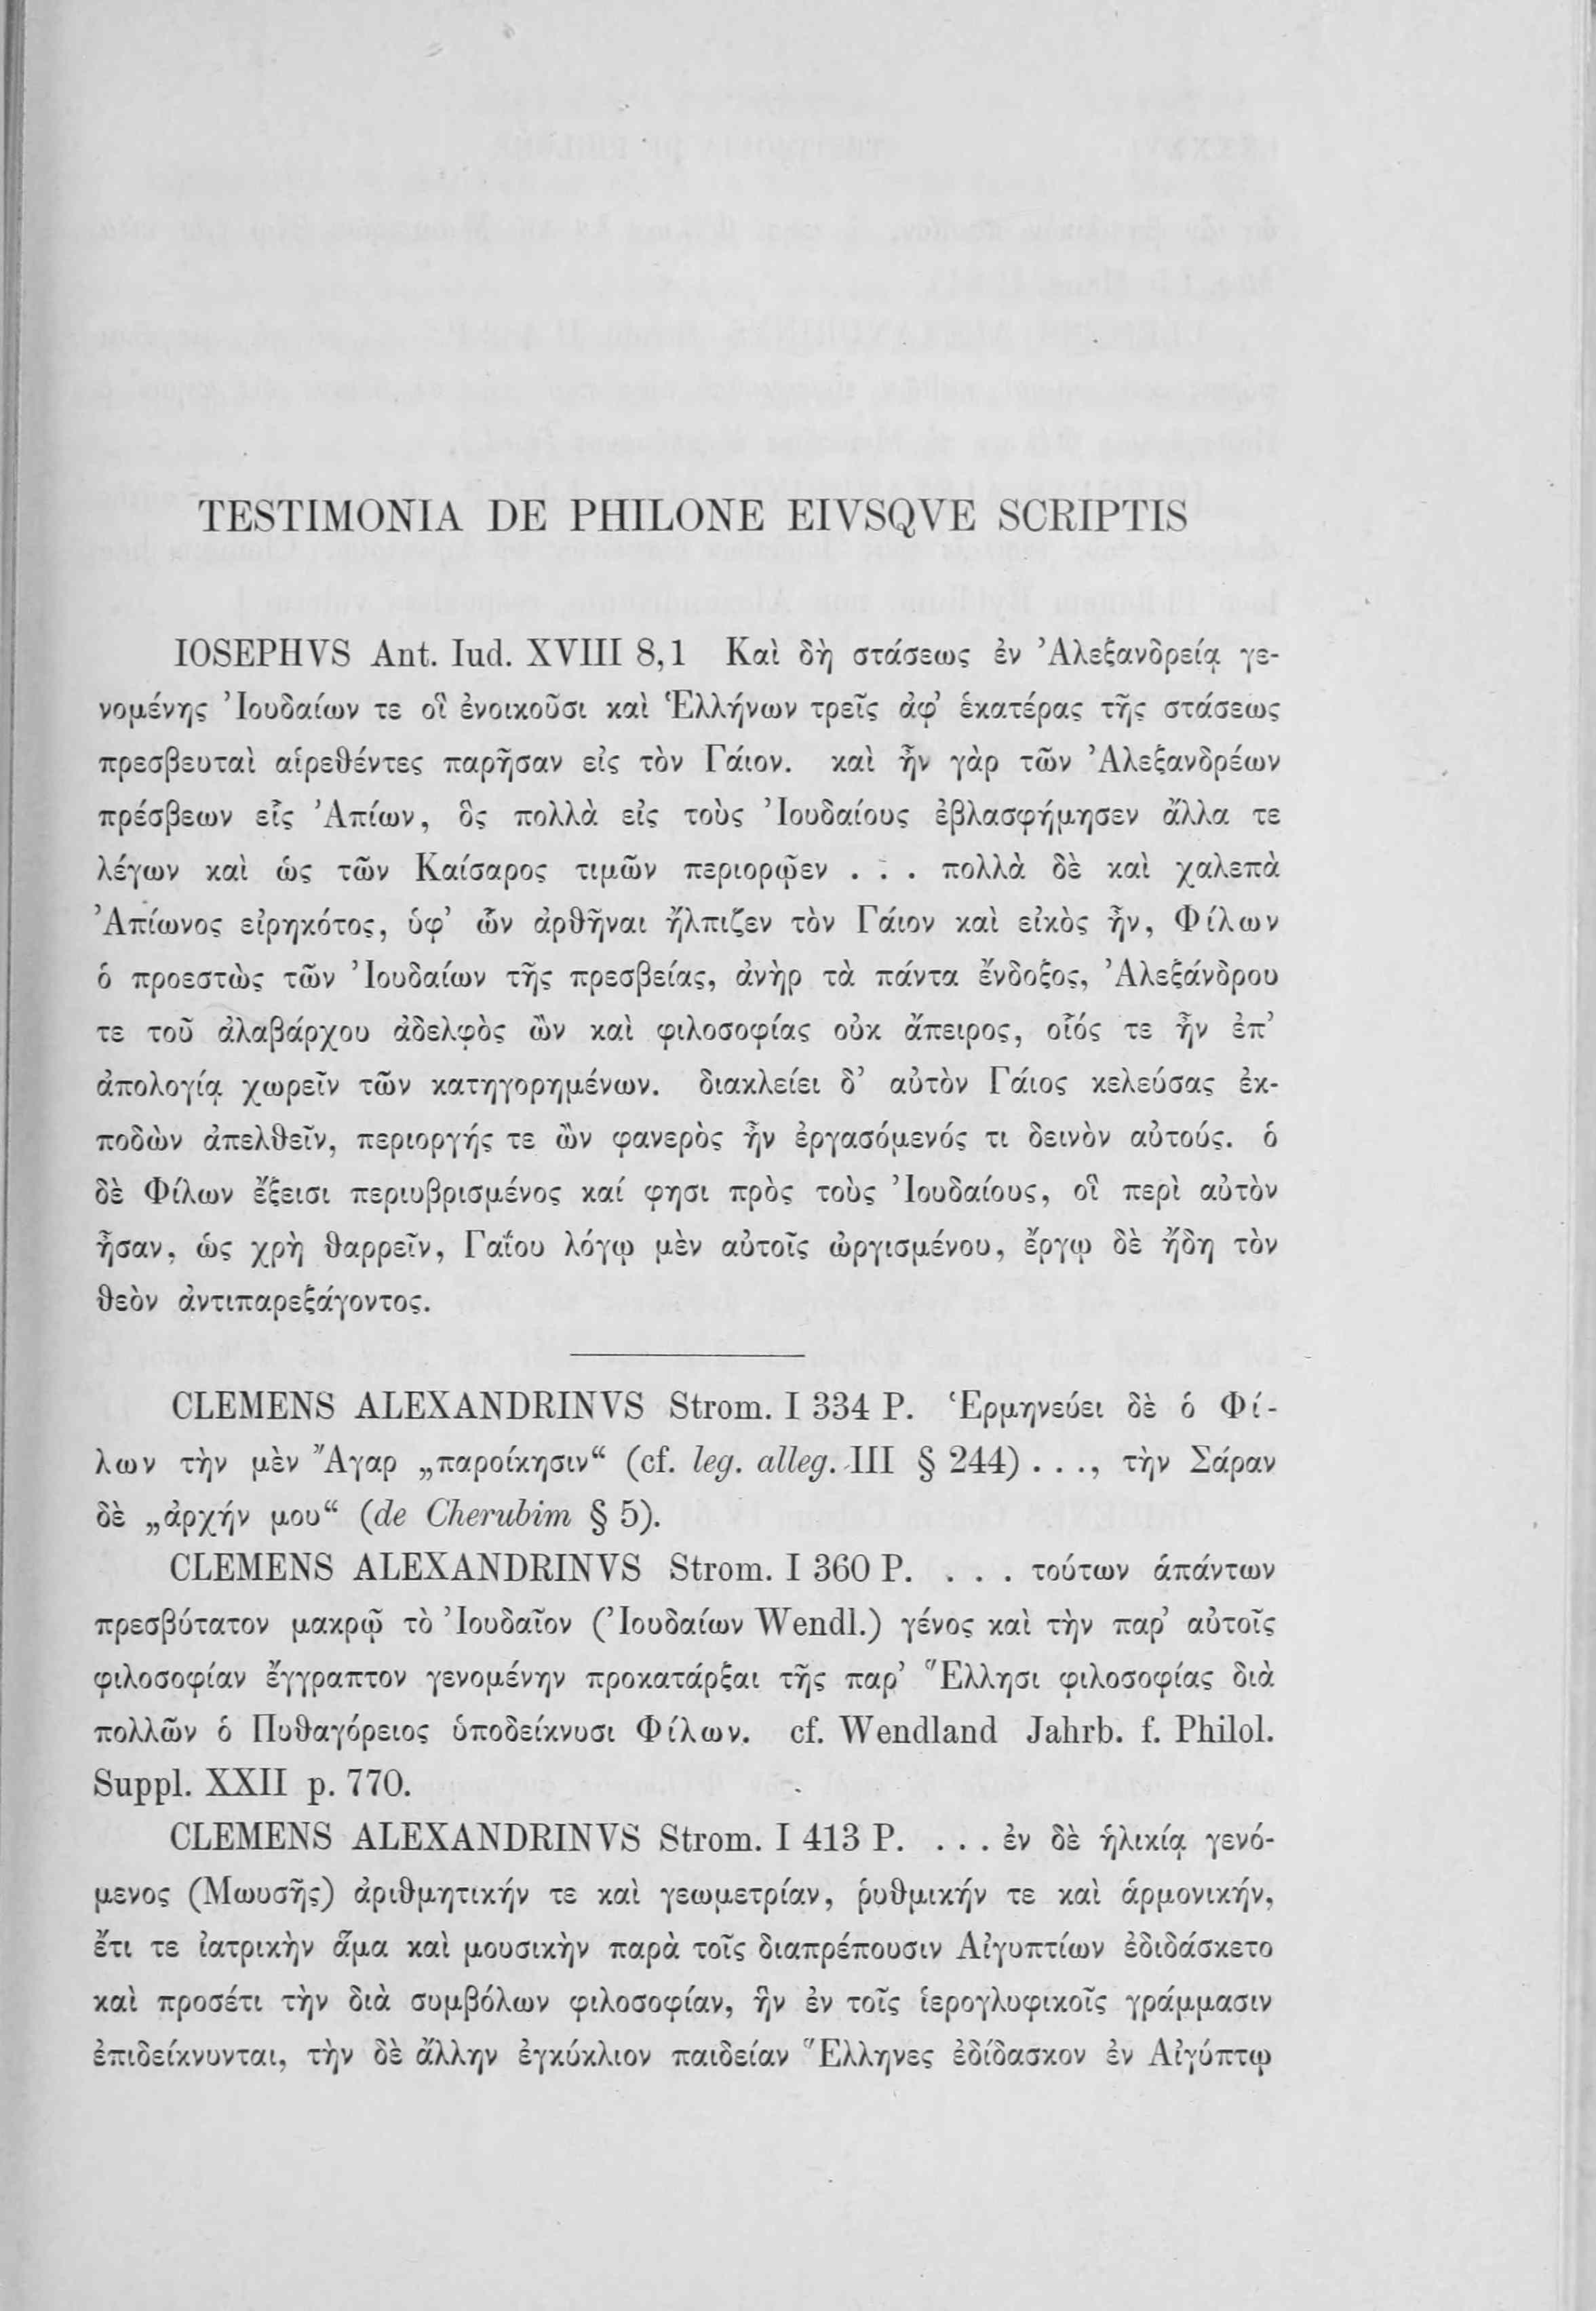 TESTIMONIA DE PHILONE EIVSQVE SCRIPTIS
IOSEPHVS Ant. Iud. XVIII 8,1 Καὶ δὴ στάσεως ἐν Ἀλεξανδρείᾳ γε-
νομένης Ἰουδαίων τε οἳ ἐνοικοῦσι καὶ Ἑλλήνων τρεῖς ἀφ’ ἑκατέρας τῆς στάσεως
πρεσβευταὶ αἱρεθέντες παρῆσαν εἰς τὸν Γάιον. καὶ ἦν γὰρ τῶν Ἀλεξανδρέων
πρέσβεων εἷς Ἀπίων, ὃς πολλὰ εἰς τοὺς Ἰουδαίους ἐβλασφήμησεν ἄλλα τε
λέγων καὶ ὡς τῶν Καίσαρος τιμῶν περιορῷεν . . . πολλὰ δὲ καὶ χαλεπὰ
Ἀπίωνος εἰρηκότος, ὑφ’ ὧν ἀρθῆναι ἤλπιζεν τὸν Γάιον καὶ εἰκὸς ἦν, Φίλων
ὁ προεστὼς τῶν Ἰουδαίων τῆς πρεσβείας, ἀνὴρ τὰ πάντα ἔνδοξος, Ἀλεξάνδρου
τε τοῦ ἀλαβάρχου ἀδελφὸς ὢν καὶ φιλοσοφίας οὐκ ἄπειρος, οἷός τε ἦν ἐπ’
ἀπολογίᾳ χωρεῖν τῶν κατηγορημένων. διακλείει δ’ αὐτὸν Γάιος κελεύσας ἐκ-
ποδὼν ἀπελθεῖν, περιοργής τε ὢν φανερὸς ἦν ἐργασόμενός τι δεινὸν αὐτούς. ὁ
δὲ Φίλων ἔξεισι περιυβρισμένος καί φησι πρὸς τοὺς Ἰουδαίους, οἳ περὶ αὐτὸν
ἦσαν, ὡς χρὴ θαρρεῖν, Γαΐου λόγῳ μὲν αὐτοῖς ὠργισμένου, ἔργῳ δὲ ἤδη τὸν
θεὸν ἀντιπαρεξάγοντος.
CLEMENS ALEXANDRINVS Strom. I 334 P. Ἑρμηνεύει δὲ ὁ Φί-
λων τὴν μὲν Ἄγαρ „παροίκησιν“ (cf. leg. alleg. III § 244) . . ., τὴν Σάραν
δὲ „ἀρχήν μου“ (de Cherubim § 5).
CLEMENS ALEXANDRINVS Strom. I 360 P. . . . τούτων ἁπάντων
πρεσβύτατον μακρῷ τὸ Ἰουδαῖον (Ἰουδαίων Wendl.) γένος καὶ τὴν παρ’ αὐτοῖς
φιλοσοφίαν ἔγγραπτον γενομένην προκατάρξαι τῆς παρ’ Ἕλλησι φιλοσοφίας διὰ
πολλῶν ὁ Πυθαγόρειος ὑποδείκνυσι Φίλων. cf. Wendland Jahrb. f. Philol.
Suppl. XXII p. 770.
CLEMENS ALEXANDRINVS Strom. I 413 P. . . . ἐν δὲ ἡλικίᾳ γενό-
μενος (Μωυσῆς) ἀριθμητικήν τε καὶ γεωμετρίαν, ῥυθμικήν τε καὶ ἁρμονικήν,
ἔτι τε ἰατρικὴν ἅμα καὶ μουσικὴν παρὰ τοῖς διαπρέπουσιν Αἰγυπτίων ἐδιδάσκετο
καὶ προσέτι τὴν διὰ συμβόλων φιλοσοφίαν, ἣν ἐν τοῖς ἱερογλυφικοῖς γράμμασιν
ἐπιδείκνυνται, τὴν δὲ ἄλλην ἐγκύκλιον παιδείαν Ἕλληνες ἐδίδασκον ἐν Αἰγύπτῳ